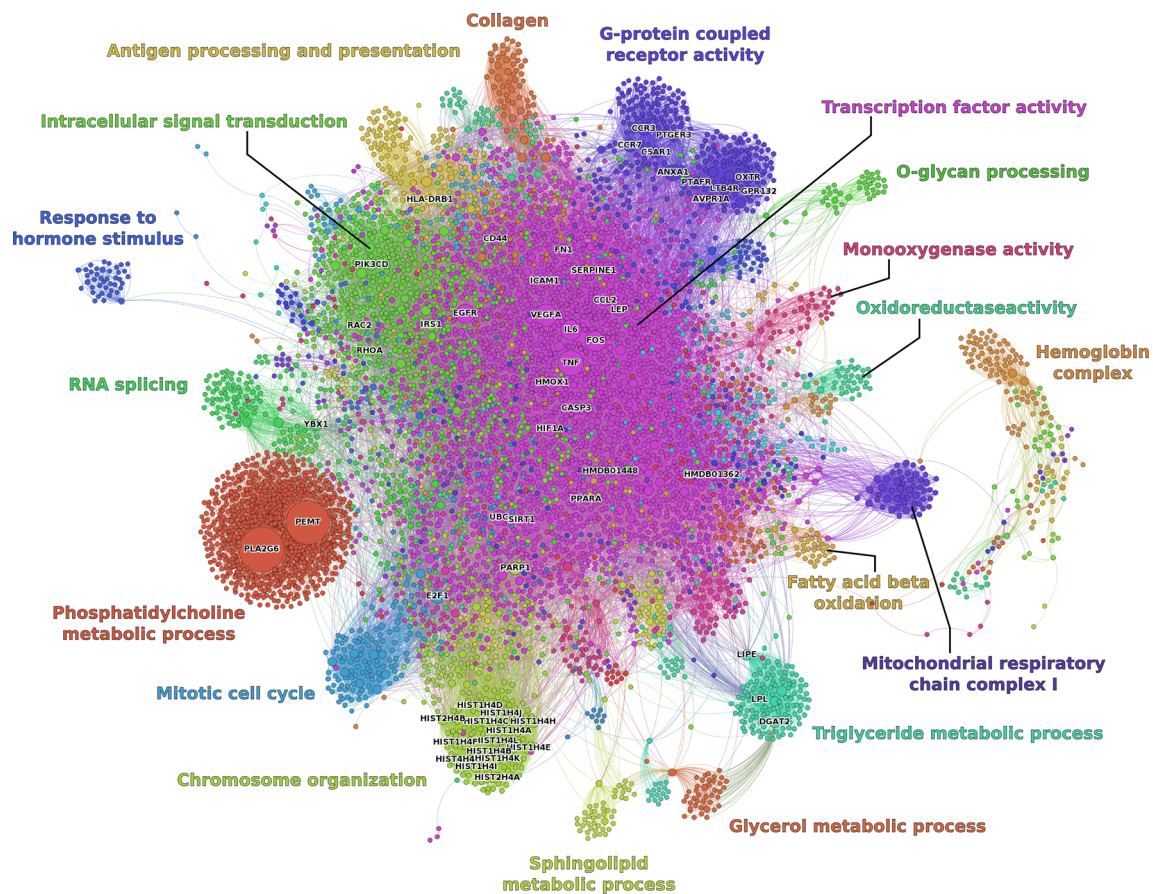 Collagen
Antigen processing and presentation
G-protein coupled
receptor activity
Intracellular signal transduction
Transcription factor activity
O-glycan processing
Response to
hormone stimulus
Monooxygenase activity
Oxidoreductaseactivity
Hemoglobin
complex
RNA splicing
Phosphatidylcholine
metabolic process
Fatty acid beta
oxidation
Mitochondrial respiratory
chain complex I
Mitotic cell cycle
Triglyceride metabolic process
Chromosome organization
Glycerol metabolic process
Sphingolipid
metabolic process
CCR3
PTGER3
CCR7
C5AR1
ANXA1
PTAFR
OXTR
LTB4R
GPR132
AVPR1A
HLA-DRB1
CD44
FN1
PIK3CD
SERPINE1
ICAM1
CCL2
LEP
EGFR
VEGFA
RAC2
IRS1
IL6
FOS
RHOA
TNF
HMOX1
CASP3
YBX1
HIF1A
HMDB01448
HMDB01362
PPARA
UBC
SIRT1
PEMT
PLA2G6
PARP1
E2F1
LIPE
LPL
DGAT2
HIST1H4D
HIST1H4J
HIST2H4B
HIST1H4C
HIST1H4H
HIST1H4A
HIST1H4F
HIST1H4L
HIST1H4E
HIST1H4B
HIST4H4
HIST1H4K
HIST1H4I
HIST2H4A